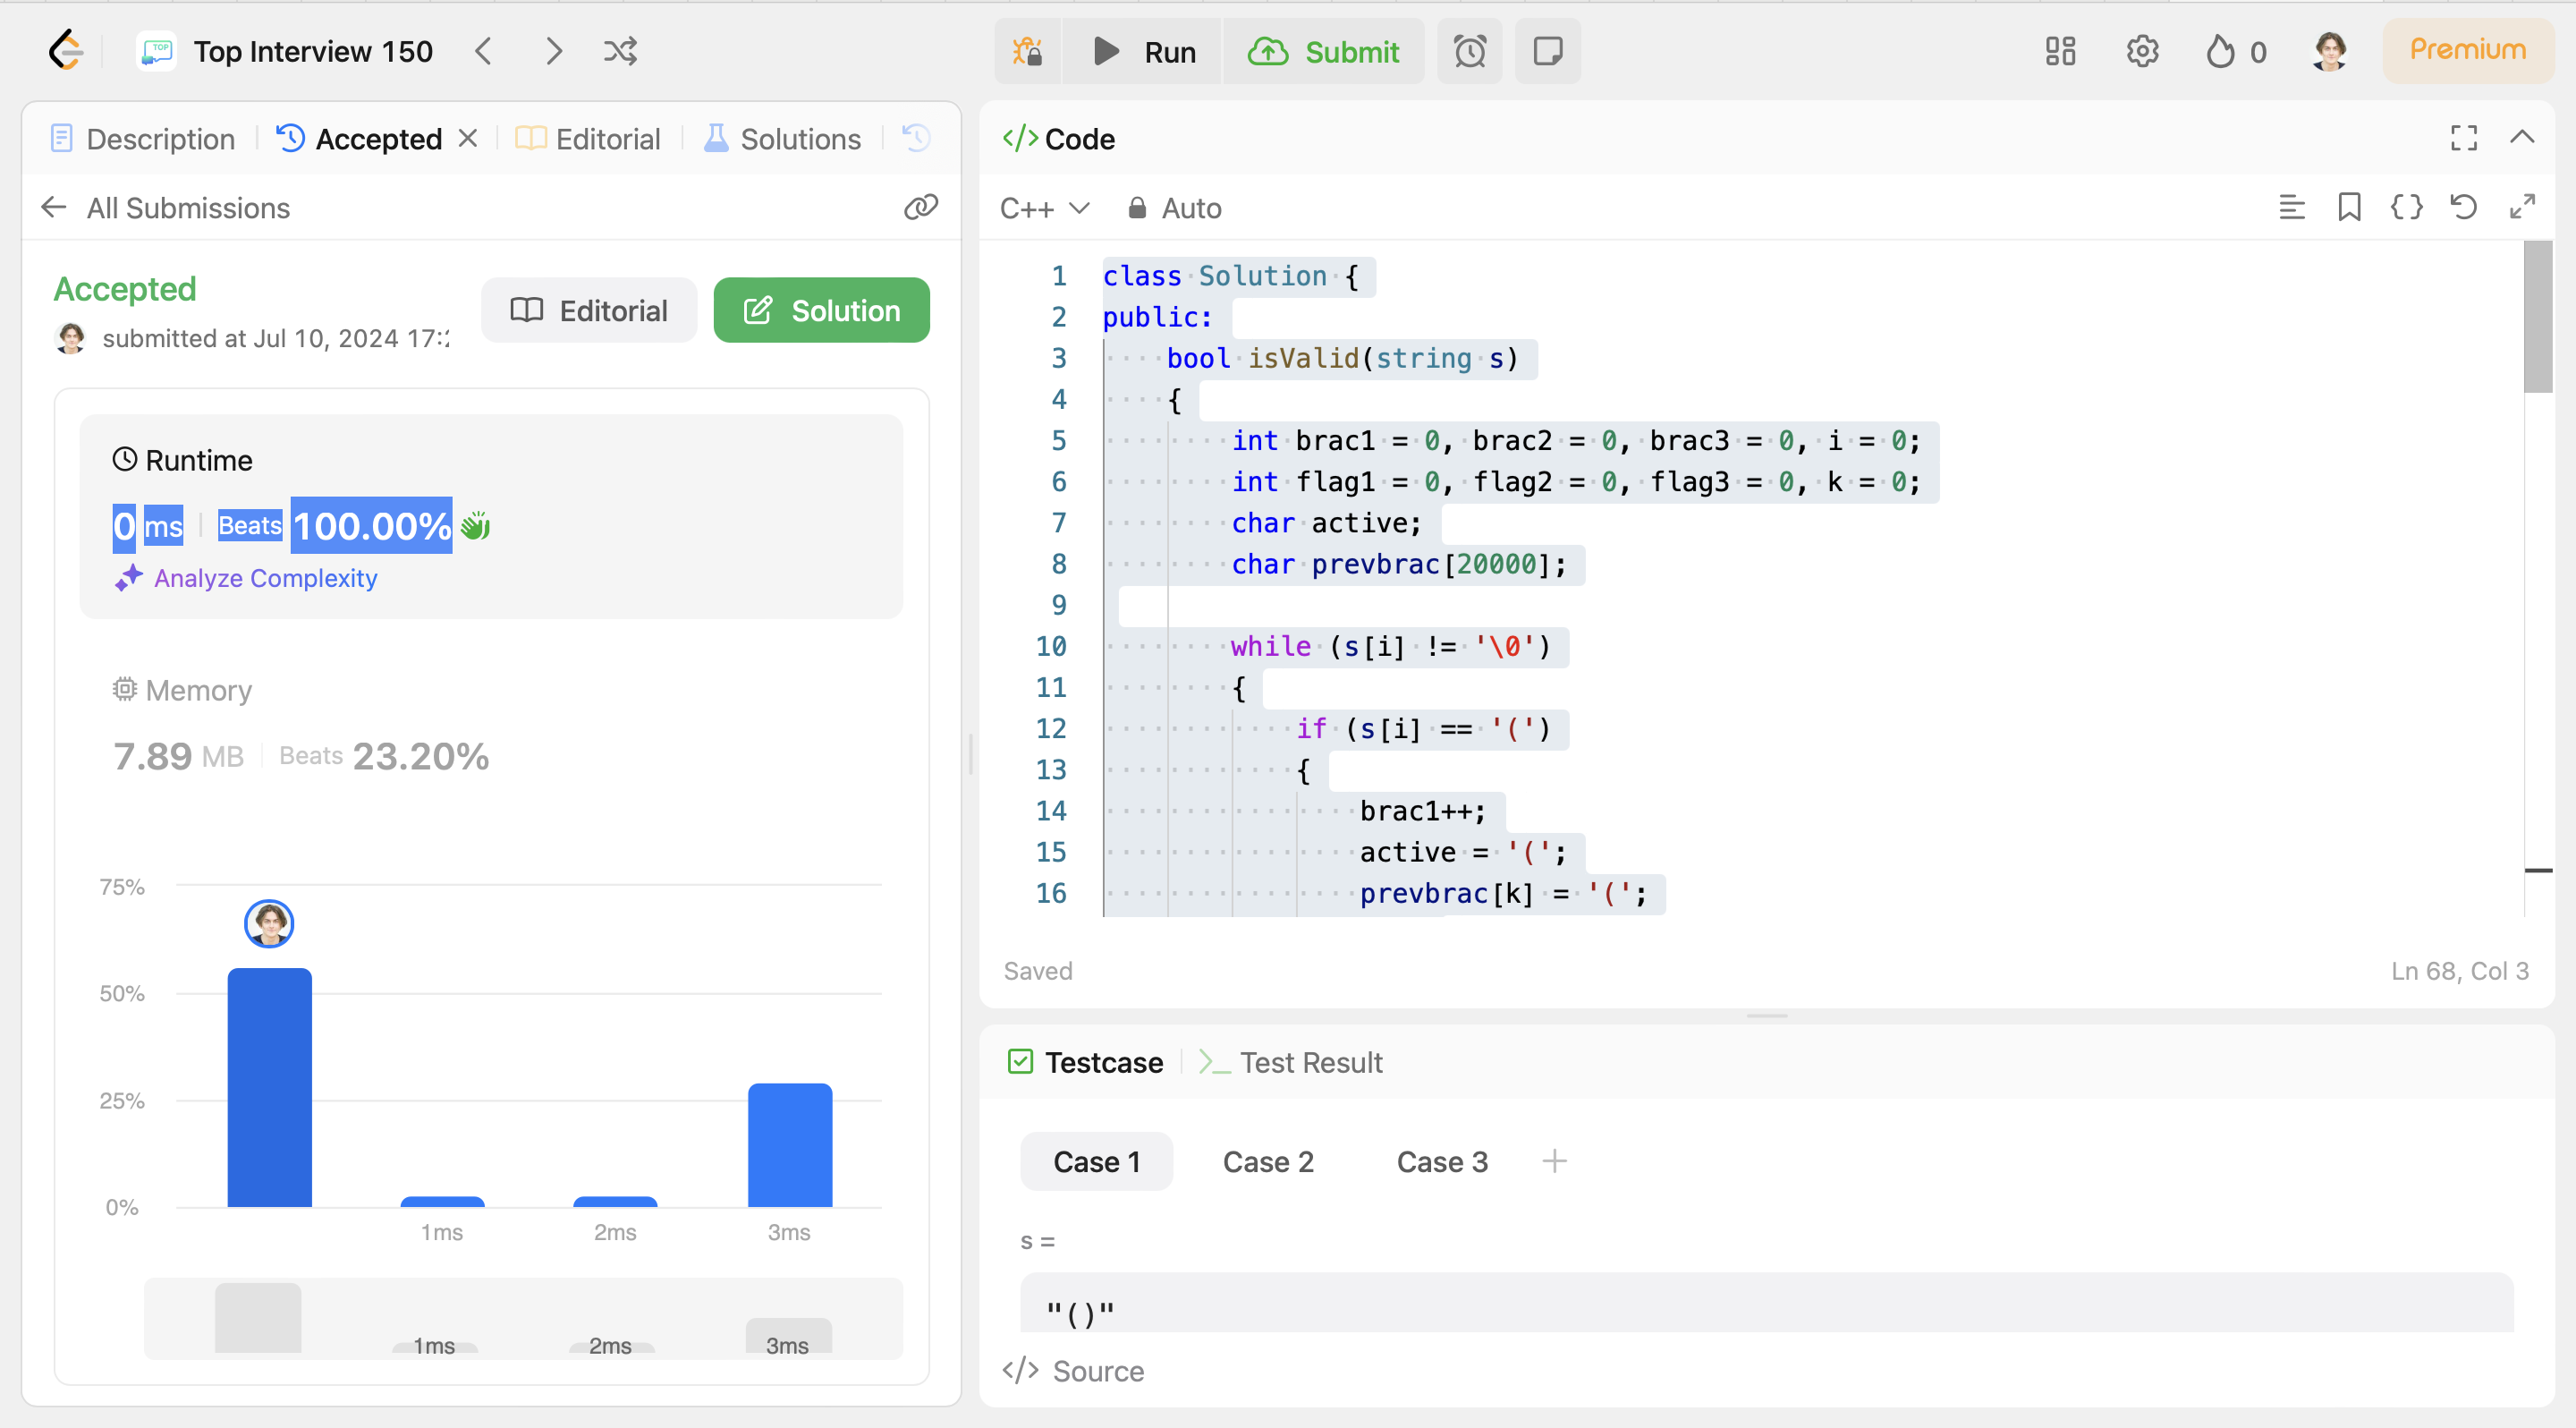 Top Interview 150
Run
Submit
0
Premium
Description
Accepted
Editorial
Solutions
All Submissions
Accepted
submitted at Jul 10, 2024 17:
Editorial
Solution
Runtime
0 ms Beats 100.00%
Analyze Complexity
Memory
7.89 MB Beats 23.20%
75%
50%
25%
0%
1ms 2ms 3ms
1ms 2ms 3ms
</> Code
C++ Auto
1 class Solution {
2 public:
3 bool isValid(string s)
4 {
5 int brac1 = 0, brac2 = 0, brac3 = 0, i = 0;
6 int flag1 = 0, flag2 = 0, flag3 = 0, k = 0;
7 char active;
8 char prevbrac[20000];
9
10 while (s[i] != '\0')
11 {
12 if (s[i] == '(')
13 {
14 brac1++;
15 active = '(';
16 prevbrac[k] = '(';
Saved
Ln 68, Col 3
Testcase
Test Result
Case 1 Case 2 Case 3 +
s =
"()"
</> Source